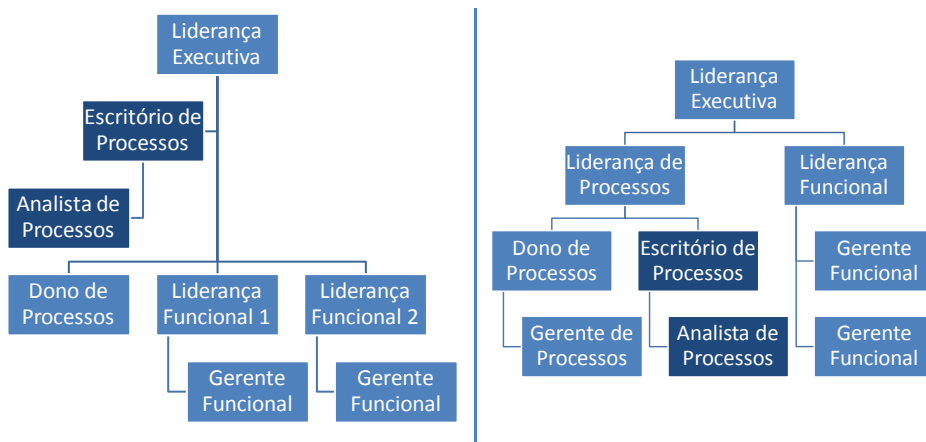 Liderança
Executiva
Escritório de
Processos
Analista de
Processos
Dono de
Processos
Liderança
Funcional 1
Liderança
Funcional 2
Gerente
Funcional
Gerente
Funcional
Liderança
Executiva
Liderança de
Processos
Liderança
Funcional
Dono de
Processos
Escritório de
Processos
Gerente
Funcional
Gerente de
Processos
Analista de
Processos
Gerente
Funcional